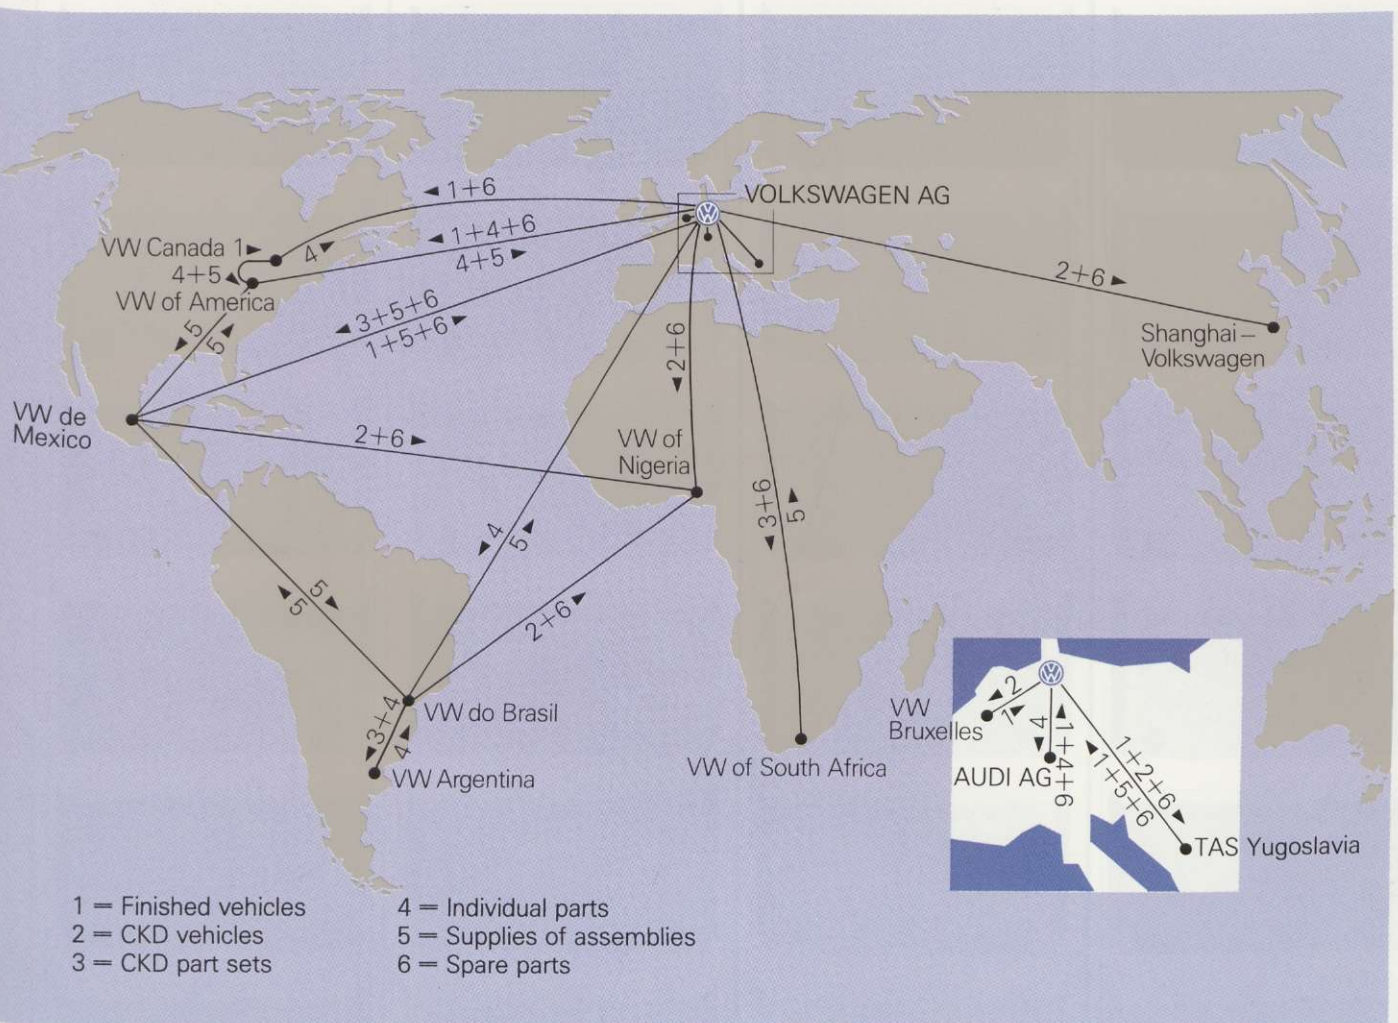 ◄ 1+6
VOLKSWAGEN AG
VW Canada 1►
4►
◄ 1+4+6
4+5 ►
4+5
VW of America
2+6 ►
◄ 3+5+6
1+5+6 ►
◄ 5
5 ►
◄ 2+6
Shanghai–
Volkswagen
VW de
Mexico
2+6 ►
VW of
Nigeria
◄ 3+6
5 ►
◄ 4
5 ►
5 ►
◄ 5
2+6 ►
VW do Brasil
◄ 3+4
4 ►
VW Argentina
VW of South Africa
VW
Bruxelles
◄ 2
1 ►
◄ 4
1+4+6 ►
AUDI AG
1+2+6 ►
◄ 1+5+6
TAS Yugoslavia
1 = Finished vehicles
2 = CKD vehicles
3 = CKD part sets
4 = Individual parts
5 = Supplies of assemblies
6 = Spare parts